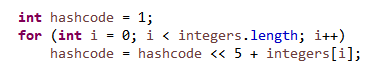 int hashcode = 1;
for (int i = 0; i < integers.length; i++)
    hashcode = hashcode << 5 + integers[i];